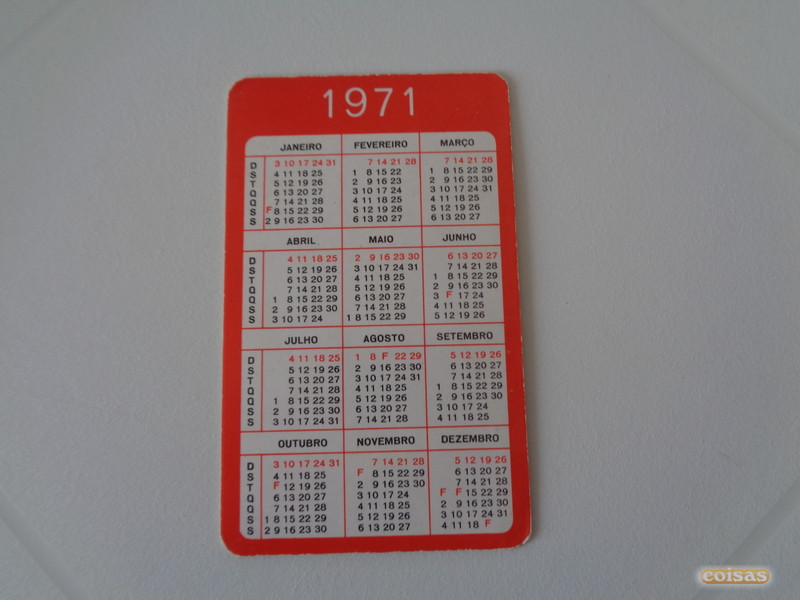 1971
JANEIRO FEVEREIRO MARÇO
D 3 10 17 24 31 7 14 21 28 7 14 21 28
S 4 11 18 25 1 8 15 22 1 8 15 22 29
T 5 12 19 26 2 9 16 23 2 9 16 23 30
Q 6 13 20 27 3 10 17 24 3 10 17 24 31
Q 7 14 21 28 4 11 18 25 4 11 18 25
S F 8 15 22 29 5 12 19 26 5 12 19 26
S 2 9 16 23 30 6 13 20 27 6 13 20 27
ABRIL MAIO JUNHO
D 4 11 18 25 2 9 16 23 30 6 13 20 27
S 5 12 19 26 3 10 17 24 31 7 14 21 28
T 6 13 20 27 4 11 18 25 1 8 15 22 29
Q 7 14 21 28 5 12 19 26 2 9 16 23 30
Q 1 8 15 22 29 6 13 20 27 3 F 17 24
S 2 9 16 23 30 7 14 21 28 4 11 18 25
S 3 10 17 24 1 8 15 22 29 5 12 19 26
JULHO AGOSTO SETEMBRO
D 4 11 18 25 1 8 F 22 29 5 12 19 26
S 5 12 19 26 2 9 16 23 30 6 13 20 27
T 6 13 20 27 3 10 17 24 31 7 14 21 28
Q 7 14 21 28 4 11 18 25 1 8 15 22 29
Q 1 8 15 22 29 5 12 19 26 2 9 16 23 30
S 2 9 16 23 30 6 13 20 27 3 10 17 24
S 3 10 17 24 31 7 14 21 28 4 11 18 25
OUTUBRO NOVEMBRO DEZEMBRO
D 3 10 17 24 31 7 14 21 28 5 12 19 26
S 4 11 18 25 F 8 15 22 29 6 13 20 27
T F 12 19 26 2 9 16 23 30 7 14 21 28
Q 6 13 20 27 3 10 17 24 F F 15 22 29
Q 7 14 21 28 4 11 18 25 2 9 16 23 30
S 1 8 15 22 29 5 12 19 26 3 10 17 24 31
S 2 9 16 23 30 6 13 20 27 4 11 18 F
coisas